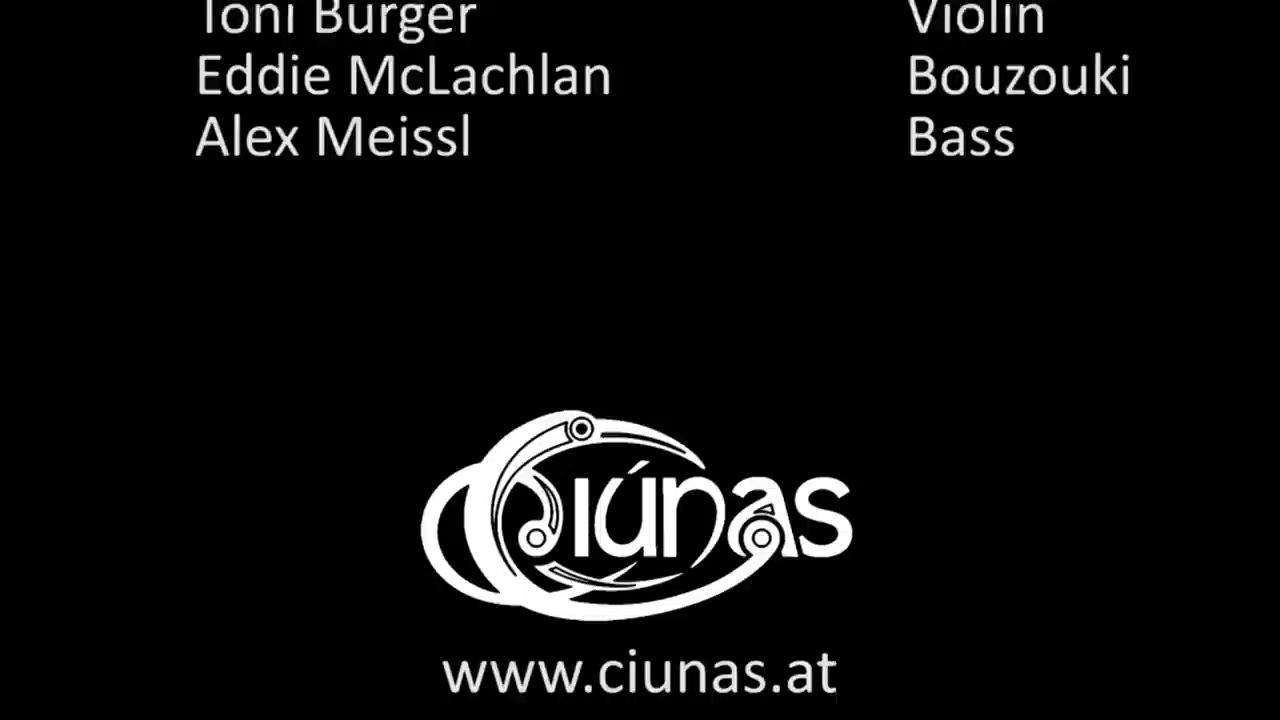 Toni Burger Violin
Eddie McLachlan Bouzouki
Alex Meissl Bass
Ciúnas
www.ciunas.at